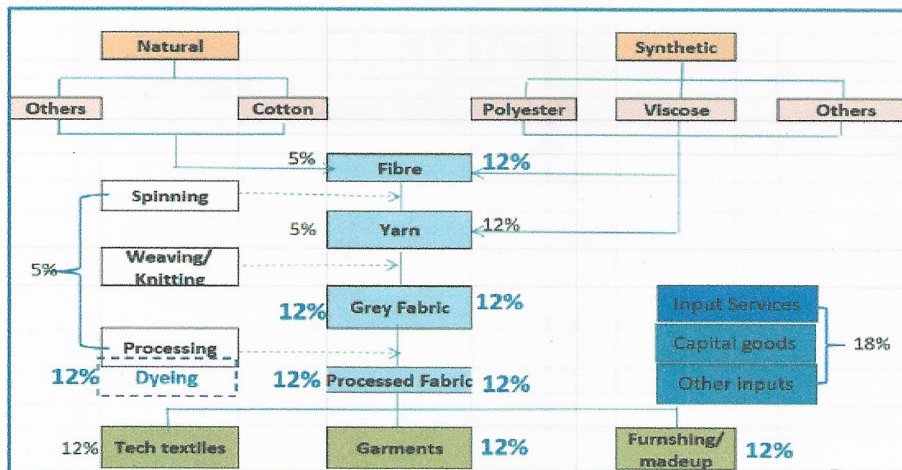 Natural
Synthetic
Others
Cotton
Polyester
Viscose
Others
5%
Fibre
12%
Spinning
5%
Yarn
12%
5%
Weaving/
Knitting
12%
Grey Fabric
12%
Input Services
Capital goods
18%
Other inputs
Processing
12%
Dyeing
12%
Processed Fabric
12%
12%
Tech textiles
Garments
12%
Furnshing/
madeup
12%